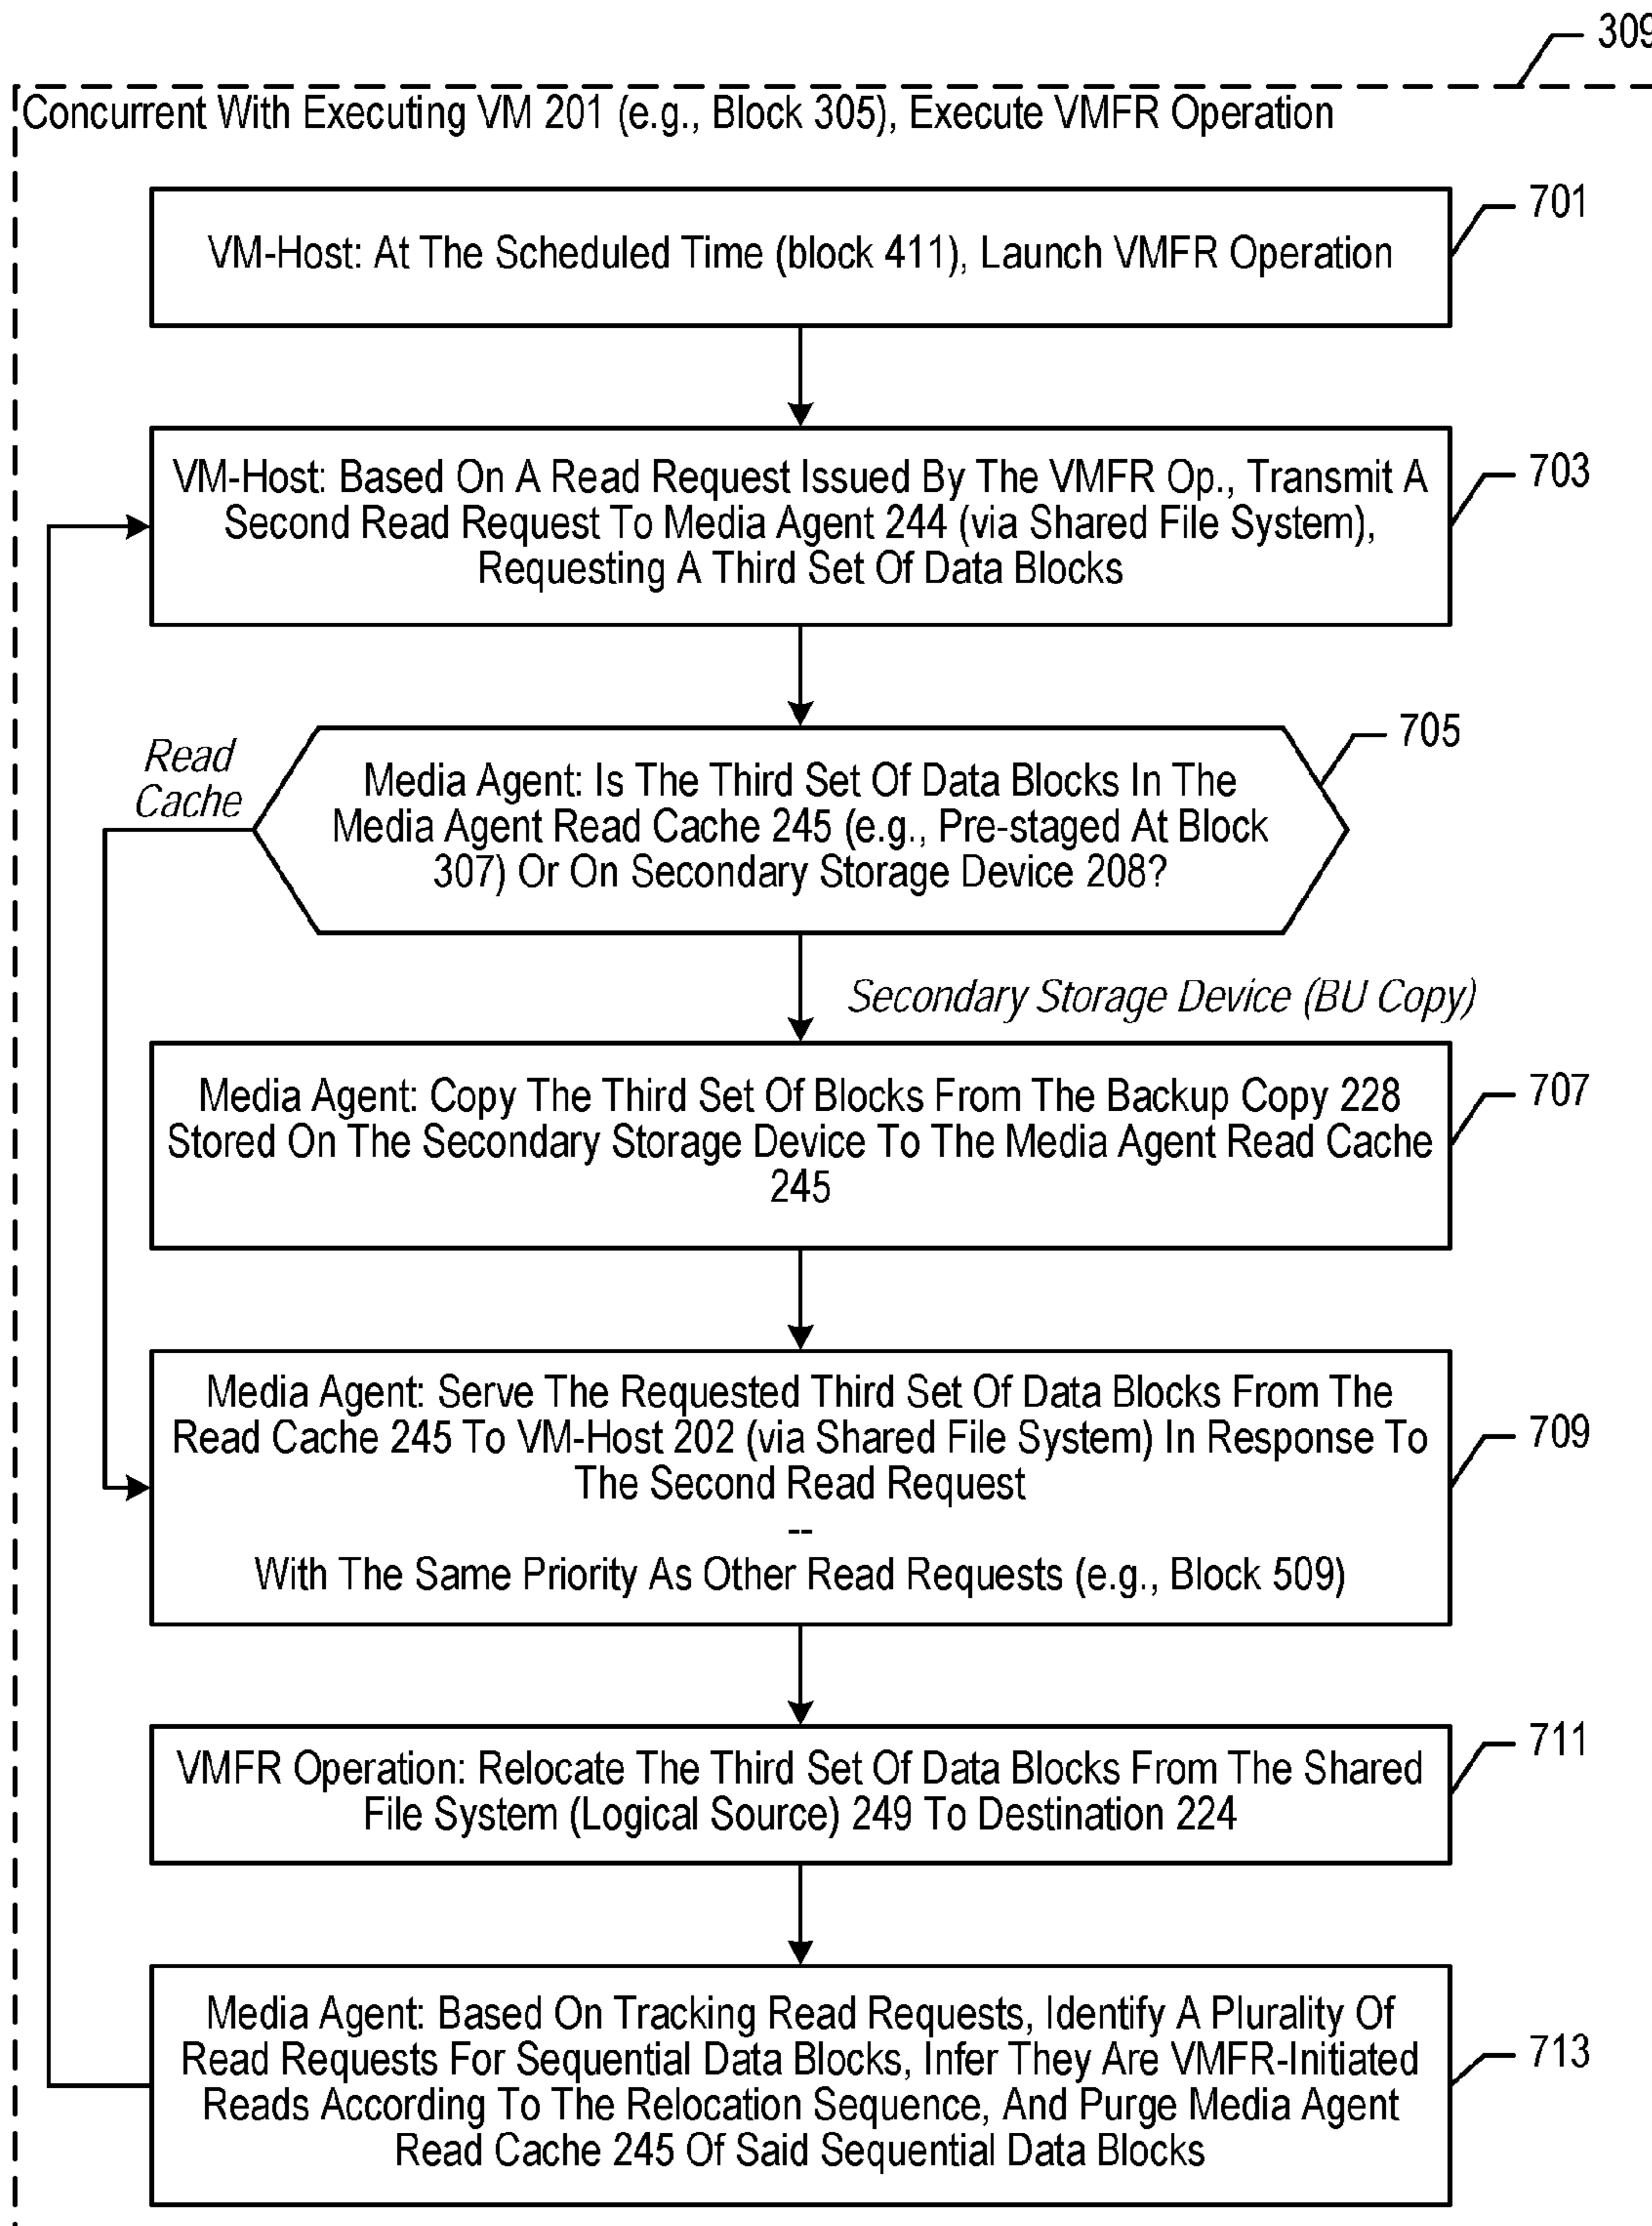 309
Concurrent With Executing VM 201 (e.g., Block 305), Execute VMFR Operation
701
VM-Host: At The Scheduled Time (block 411), Launch VMFR Operation
703
VM-Host: Based On A Read Request Issued By The VMFR Op., Transmit A
Second Read Request To Media Agent 244 (via Shared File System),
Requesting A Third Set Of Data Blocks
705
Read
Cache
Media Agent: Is The Third Set Of Data Blocks In The
Media Agent Read Cache 245 (e.g., Pre-staged At Block
307) Or On Secondary Storage Device 208?
Secondary Storage Device (BU Copy)
707
Media Agent: Copy The Third Set Of Blocks From The Backup Copy 228
Stored On The Secondary Storage Device To The Media Agent Read Cache
245
709
Media Agent: Serve The Requested Third Set Of Data Blocks From The
Read Cache 245 To VM-Host 202 (via Shared File System) In Response To
The Second Read Request
--
With The Same Priority As Other Read Requests (e.g., Block 509)
711
VMFR Operation: Relocate The Third Set Of Data Blocks From The Shared
File System (Logical Source) 249 To Destination 224
713
Media Agent: Based On Tracking Read Requests, Identify A Plurality Of
Read Requests For Sequential Data Blocks, Infer They Are VMFR-Initiated
Reads According To The Relocation Sequence, And Purge Media Agent
Read Cache 245 Of Said Sequential Data Blocks